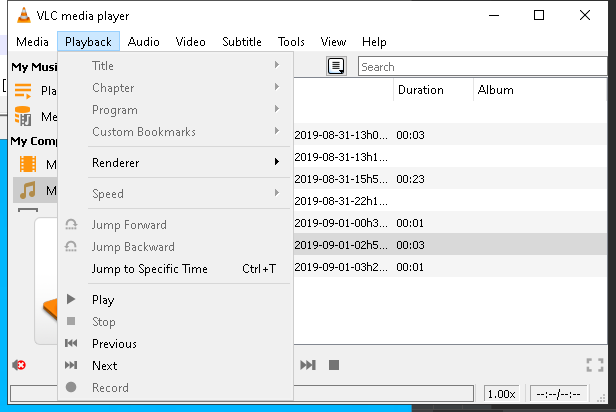 VLC media player
Media Playback Audio Video Subtitle Tools View Help
My Musi
Title
Search
Pla
Chapter
Duration Album
Me
Program
My Comp
Custom Bookmarks
2019-08-31-13h0... 00:03
M
Renderer
2019-08-31-13h1...
M
Speed
2019-08-31-15h5... 00:23
2019-08-31-22h1...
Jump Forward
2019-09-01-00h3... 00:01
Jump Backward
2019-09-01-02h5... 00:03
Jump to Specific Time Ctrl+T
2019-09-01-03h2... 00:01
Play
Stop
Previous
Next
Record
1.00x --:--/--:--